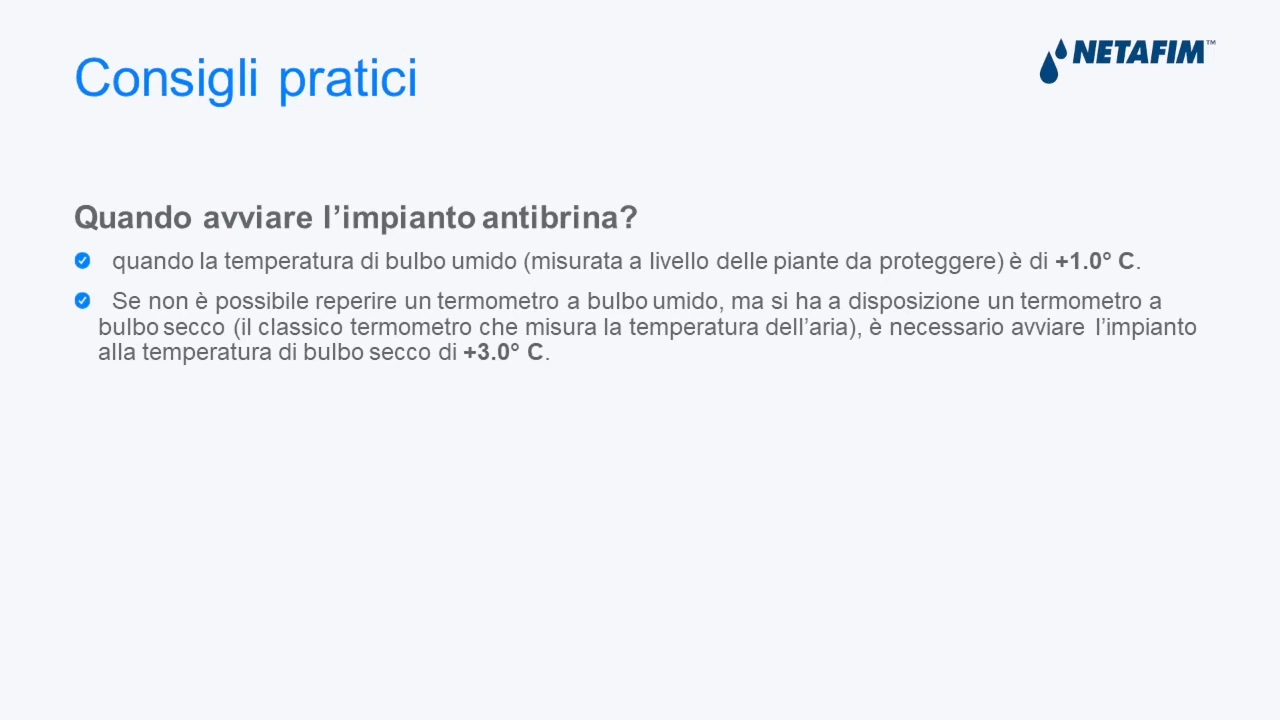 Consigli pratici
NETAFIM™
Quando avviare l’impianto antibrina?
quando la temperatura di bulbo umido (misurata a livello delle piante da proteggere) è di +1.0° C.
Se non è possibile reperire un termometro a bulbo umido, ma si ha a disposizione un termometro a
bulbo secco (il classico termometro che misura la temperatura dell’aria), è necessario avviare l’impianto
alla temperatura di bulbo secco di +3.0° C.